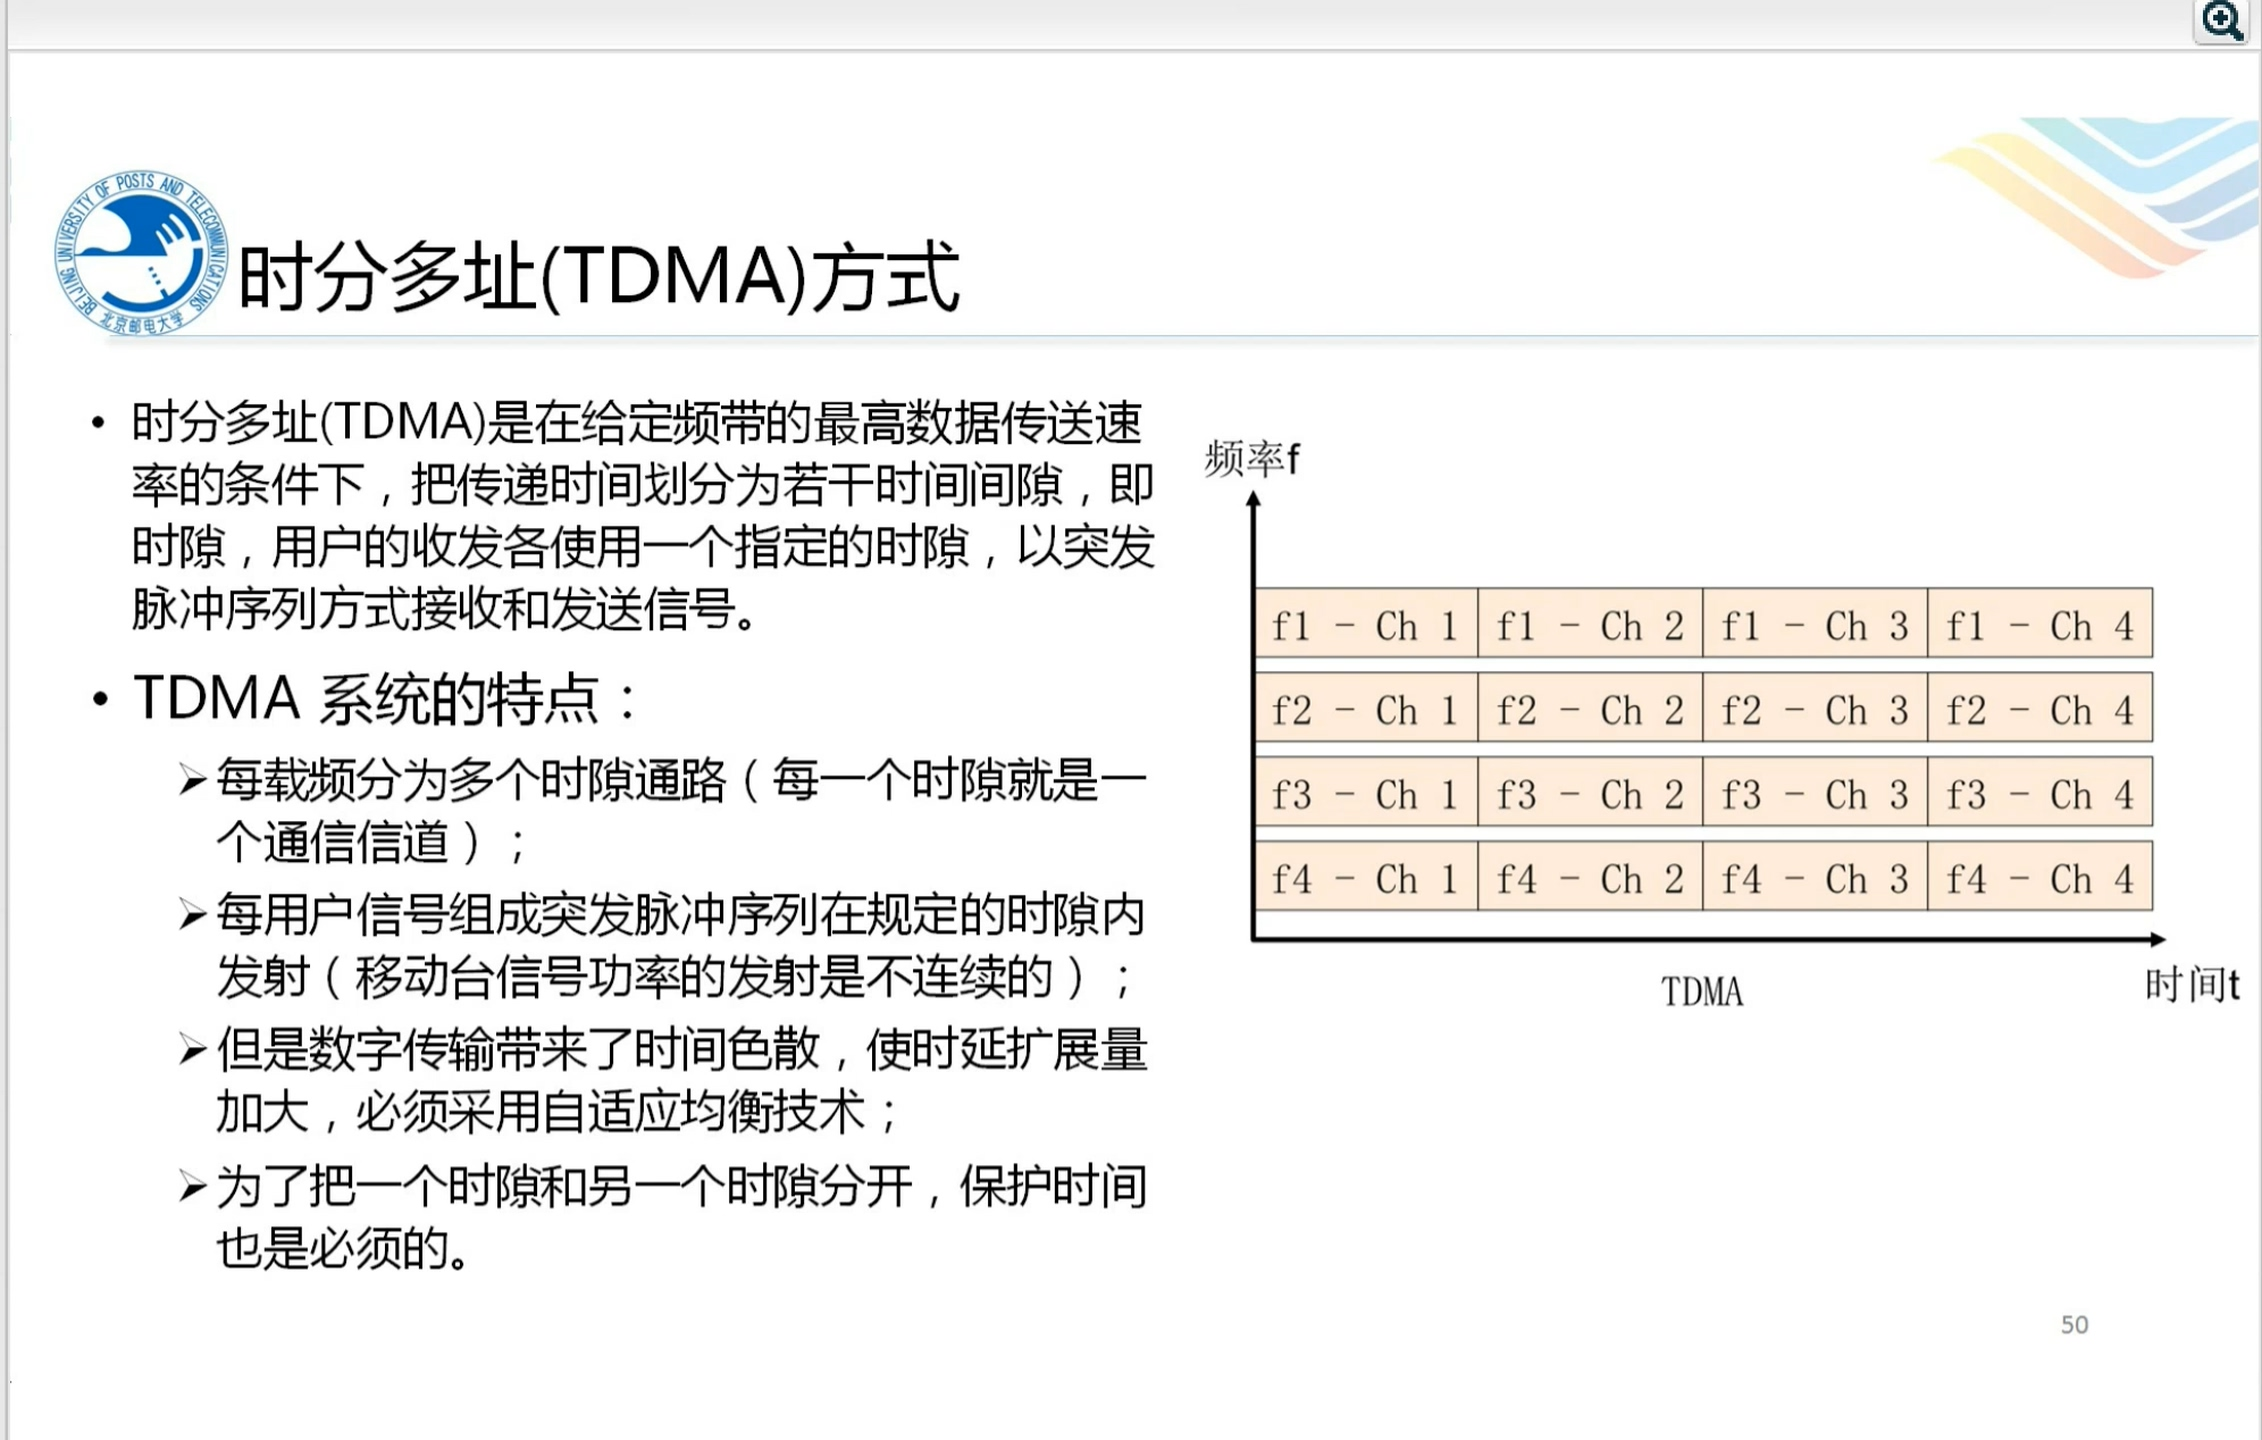 BEIJING UNIVERSITY OF POSTS AND TELECOMMUNICATIONS
北京邮电大学
时分多址(TDMA)方式
• 时分多址(TDMA)是在给定频带的最高数据传送速
率的条件下，把传递时间划分为若干时间间隙，即
时隙，用户的收发各使用一个指定的时隙，以突发
脉冲序列方式接收和发送信号。
• TDMA 系统的特点：
➢每载频分为多个时隙通路（每一个时隙就是一
个通信信道）；
➢每用户信号组成突发脉冲序列在规定的时隙内
发射（移动台信号功率的发射是不连续的）；
➢但是数字传输带来了时间色散，使时延扩展量
加大，必须采用自适应均衡技术；
➢为了把一个时隙和另一个时隙分开，保护时间
也是必须的。
频率f
f1 - Ch 1 f1 - Ch 2 f1 - Ch 3 f1 - Ch 4
f2 - Ch 1 f2 - Ch 2 f2 - Ch 3 f2 - Ch 4
f3 - Ch 1 f3 - Ch 2 f3 - Ch 3 f3 - Ch 4
f4 - Ch 1 f4 - Ch 2 f4 - Ch 3 f4 - Ch 4
TDMA
时间t
50